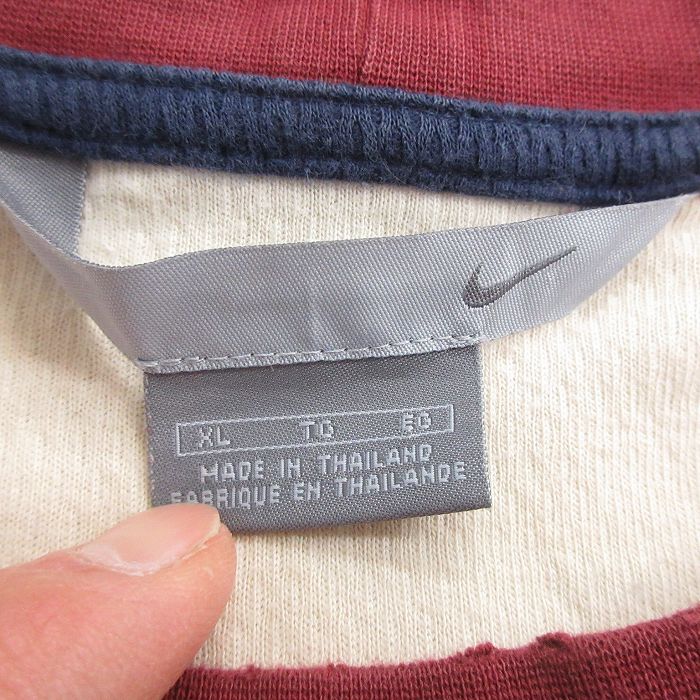 XL TG EG
MADE IN THAILAND
FABRIQUE EN THAILANDE